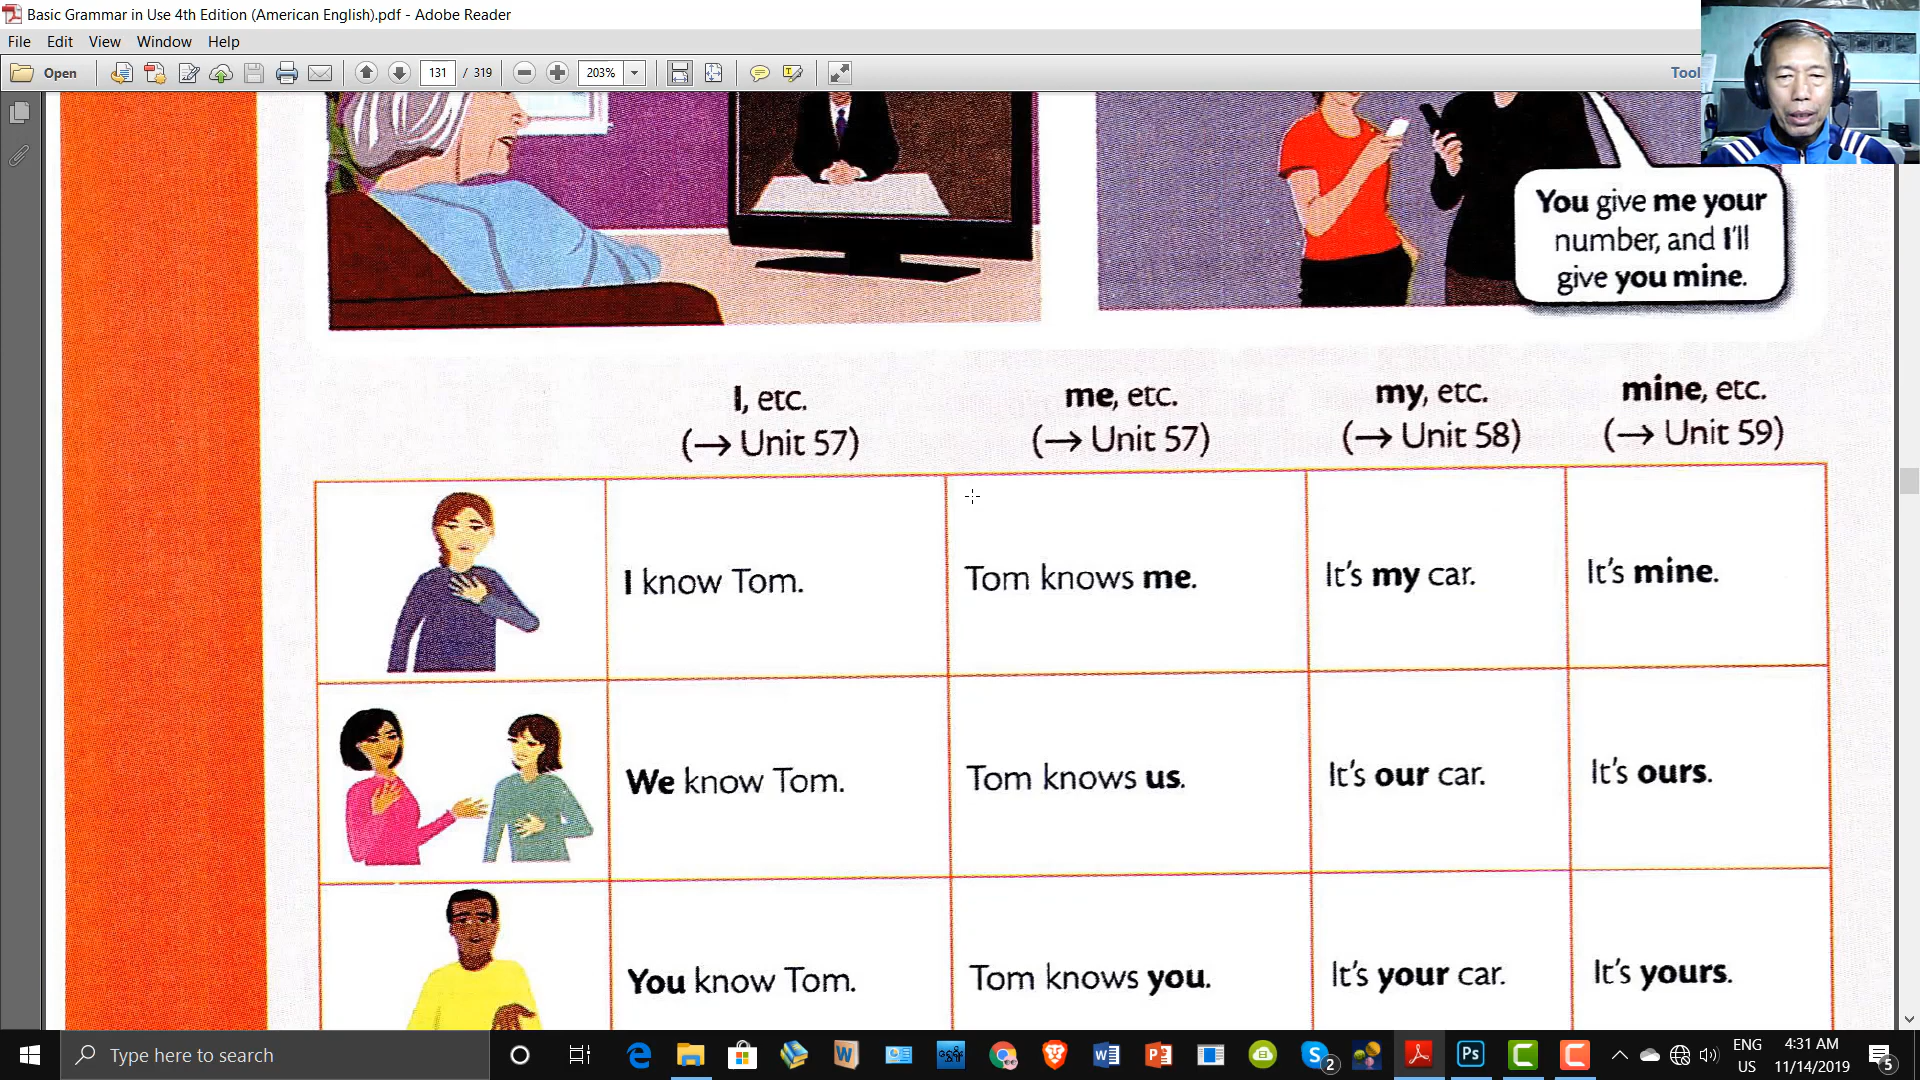 Basic Grammar in Use 4th Edition (American English).pdf - Adobe Reader
File Edit View Window Help
Open 131 / 319 203% Tool
You give me your
number, and I'll
give you mine.
I, etc. me, etc. my, etc. mine, etc.
(→ Unit 57) (→ Unit 57) (→ Unit 58) (→ Unit 59)
I know Tom. Tom knows me. It's my car. It's mine.
We know Tom. Tom knows us. It's our car. It's ours.
You know Tom. Tom knows you. It's your car. It's yours.
Type here to search
ENG 4:31 AM
US 11/14/2019
2
5
Ps